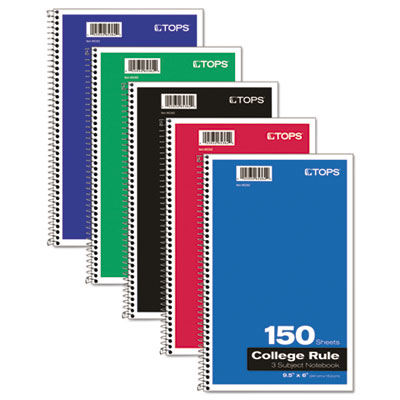 TOPS
TOPS
TOPS
TOPS
TOPS
150 Sheets
College Rule
3 Subject Notebook
9.5" x 6"